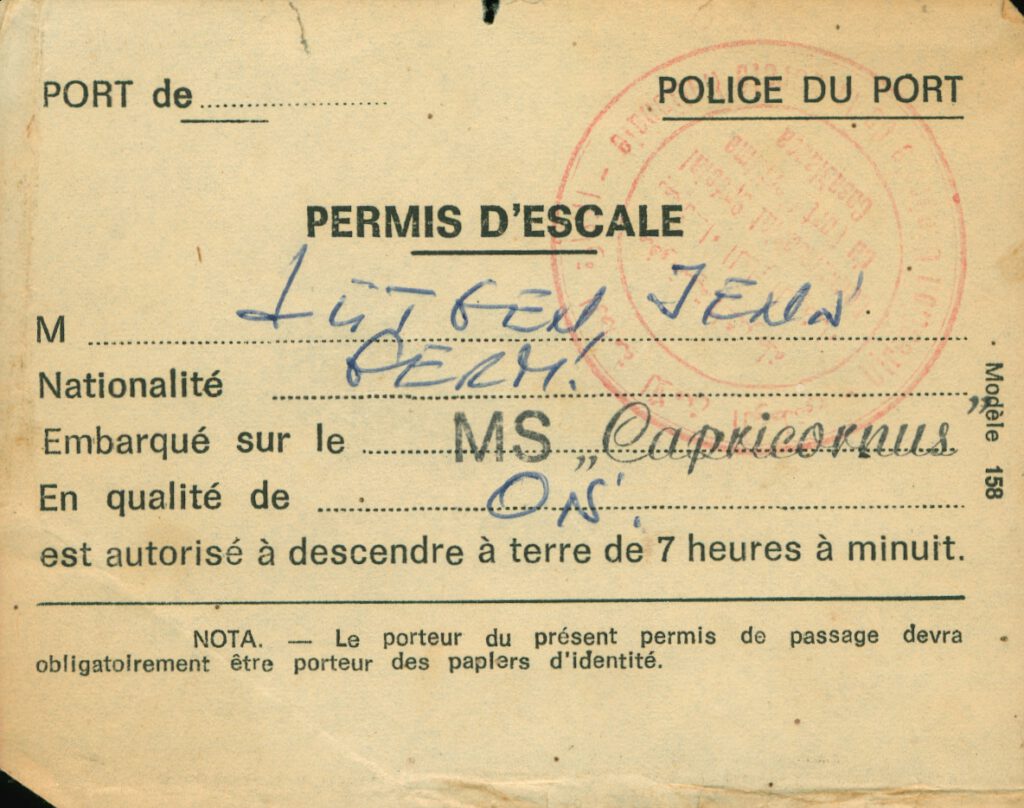 PORT de....................
POLICE DU PORT
PERMIS D'ESCALE
M LÜTGEN, JENS
Nationalité GERM.
Embarqué sur le MS „Capricornus”
En qualité de ON.
est autorisé à descendre à terre de 7 heures à minuit.
Modèle 158
NOTA. — Le porteur du présent permis de passage devra
obligatoirement être porteur des papiers d'identité.